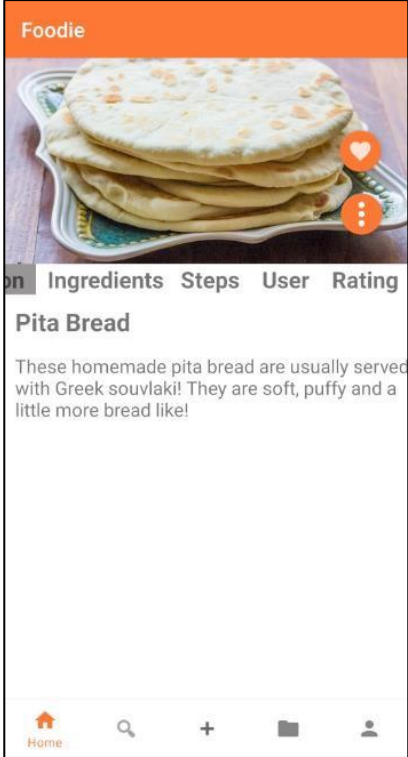 Foodie
on Ingredients Steps User Rating
Pita Bread
These homemade pita bread are usually served
with Greek souvlaki! They are soft, puffy and a
little more bread like!
Home